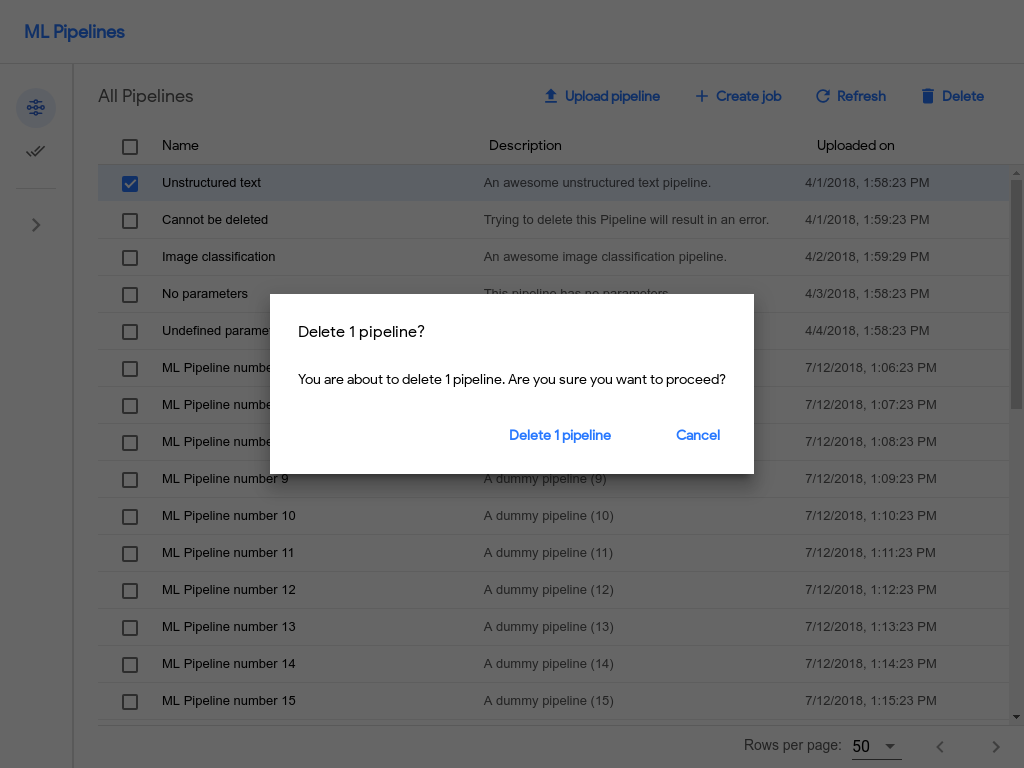 ML Pipelines
All Pipelines
Upload pipeline
Create job
Refresh
Delete
Name Description Uploaded on
Unstructured text An awesome unstructured text pipeline. 4/1/2018, 1:58:23 PM
Cannot be deleted Trying to delete this Pipeline will result in an error. 4/1/2018, 1:59:23 PM
Image classification An awesome image classification pipeline. 4/2/2018, 1:59:29 PM
No parameters This pipeline has no parameters. 4/3/2018, 1:58:23 PM
Undefined 4/4/2018, 1:58:23 PM
ML Pipeline 7/12/2018, 1:06:23 PM
ML Pipeline 7/12/2018, 1:07:23 PM
ML Pipeline 7/12/2018, 1:08:23 PM
ML Pipeline number 9 A dummy pipeline (9) 7/12/2018, 1:09:23 PM
ML Pipeline number 10 A dummy pipeline (10) 7/12/2018, 1:10:23 PM
ML Pipeline number 11 A dummy pipeline (11) 7/12/2018, 1:11:23 PM
ML Pipeline number 12 A dummy pipeline (12) 7/12/2018, 1:12:23 PM
ML Pipeline number 13 A dummy pipeline (13) 7/12/2018, 1:13:23 PM
ML Pipeline number 14 A dummy pipeline (14) 7/12/2018, 1:14:23 PM
ML Pipeline number 15 A dummy pipeline (15) 7/12/2018, 1:15:23 PM
Delete 1 pipeline?
You are about to delete 1 pipeline. Are you sure you want to proceed?
Delete 1 pipeline
Cancel
Rows per page: 50